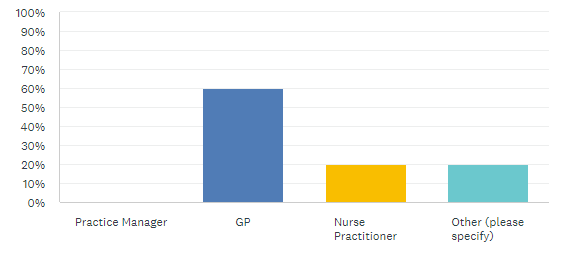 100%
90%
80%
70%
60%
50%
40%
30%
20%
10%
0%
Practice Manager
GP
Nurse
Practitioner
Other (please
specify)